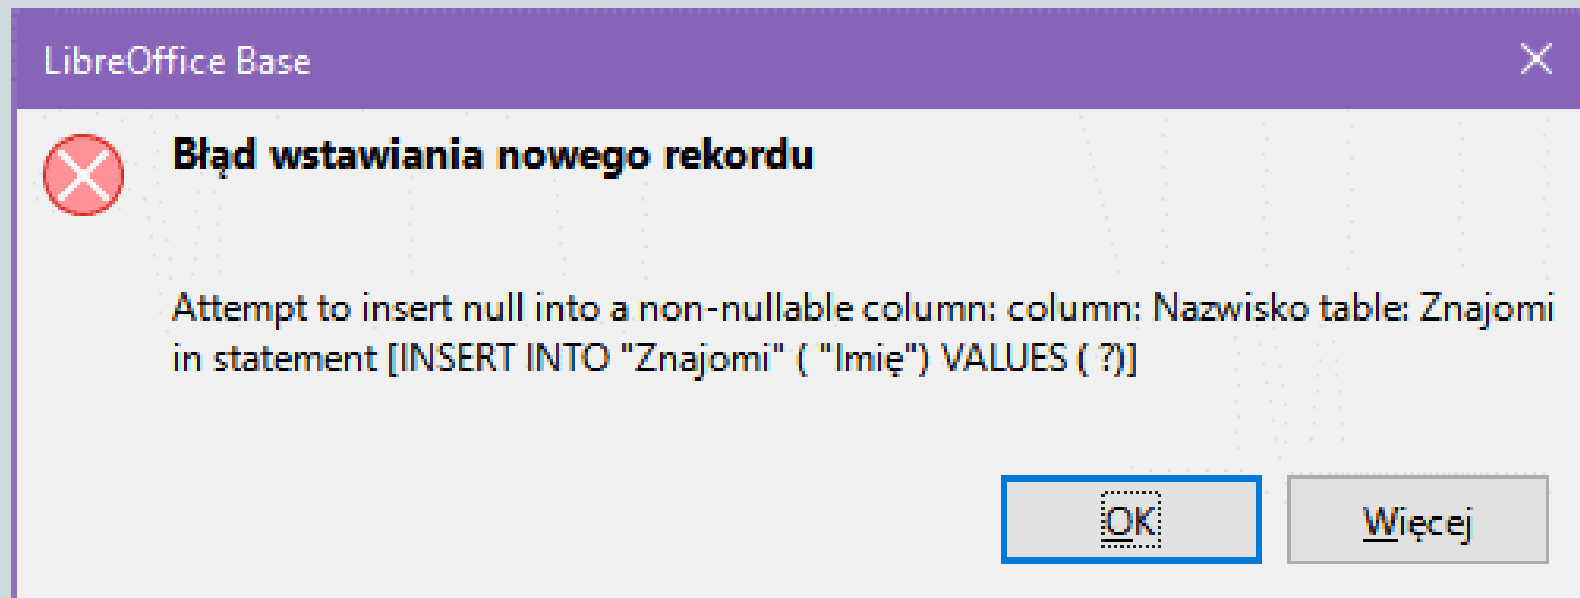 LibreOffice Base
Błąd wstawiania nowego rekordu
Attempt to insert null into a non-nullable column: column: Nazwisko table: Znajomi
in statement [INSERT INTO "Znajomi" ( "Imię") VALUES ( ?)]
OK
Więcej